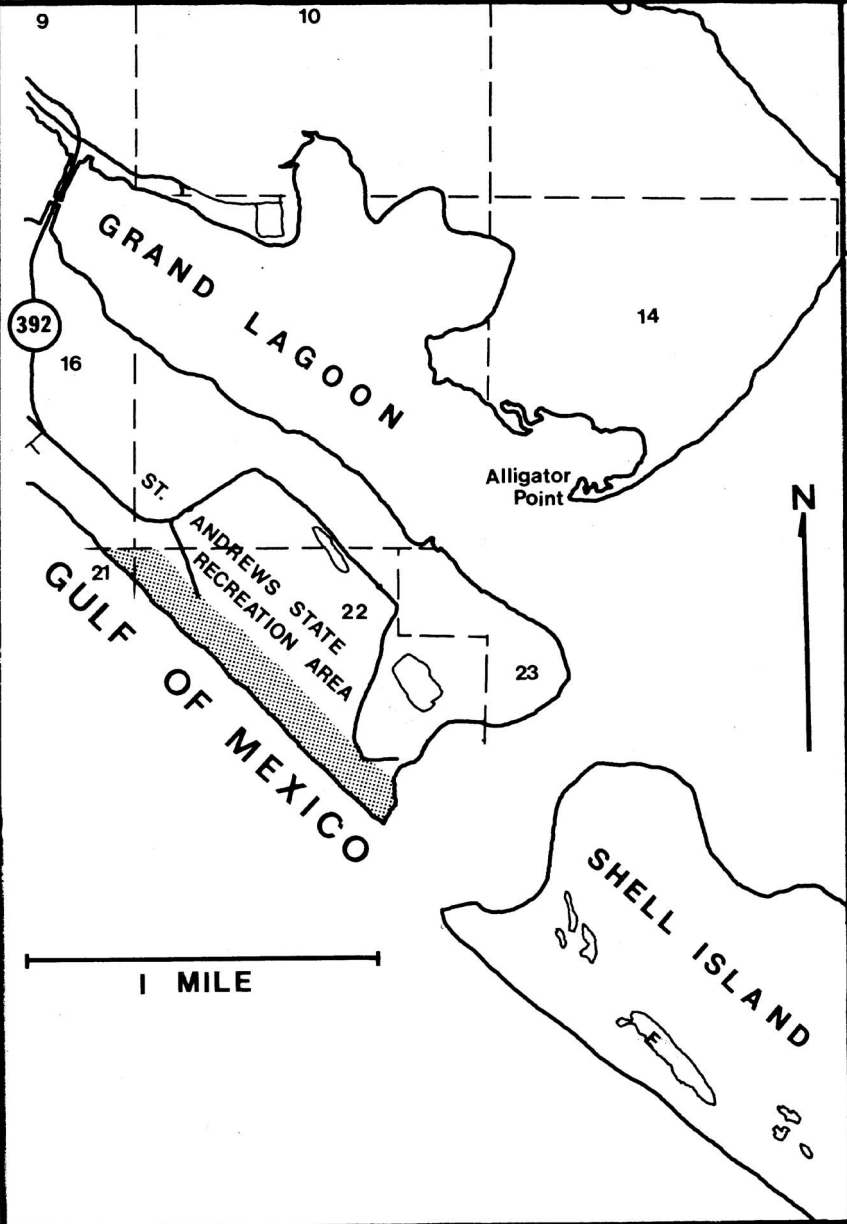 9
10
GRAND LAGOON
392
14
16
Alligator
Point
N
ST.
ANDREWS STATE
RECREATION AREA
21
22
GULF OF MEXICO
23
SHELL ISLAND
1 MILE
E